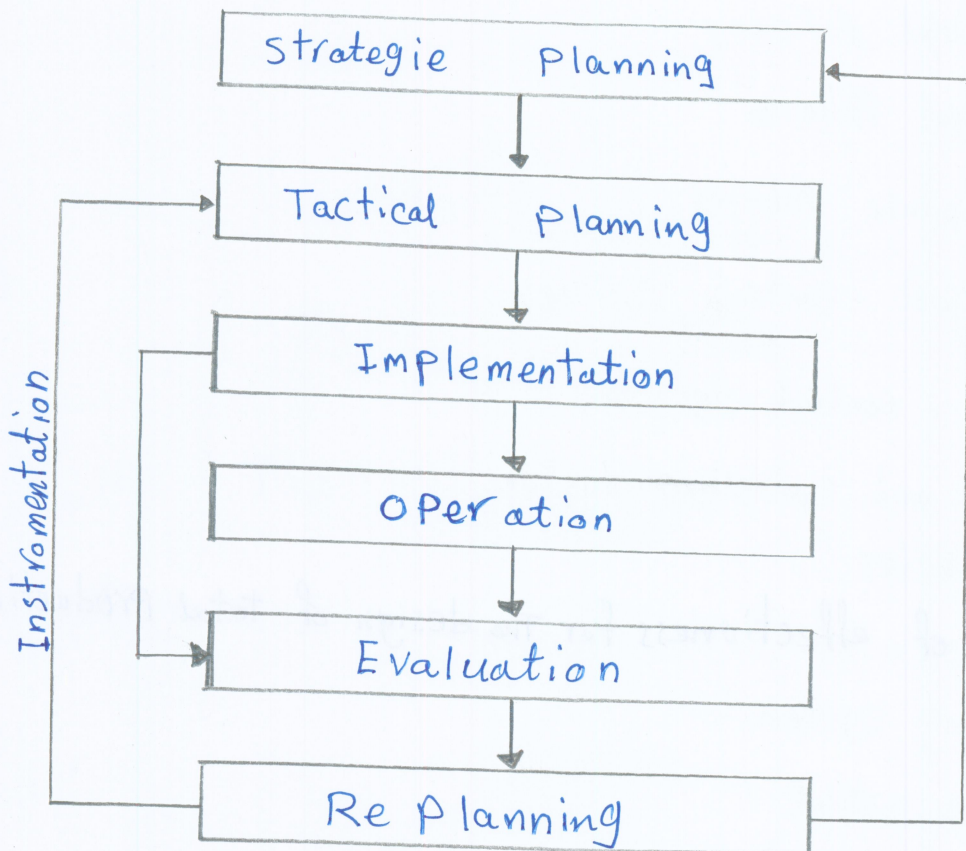 Strategie Planning
Tactical Planning
Implementation
Operation
Evaluation
Re Planning
Instromentation